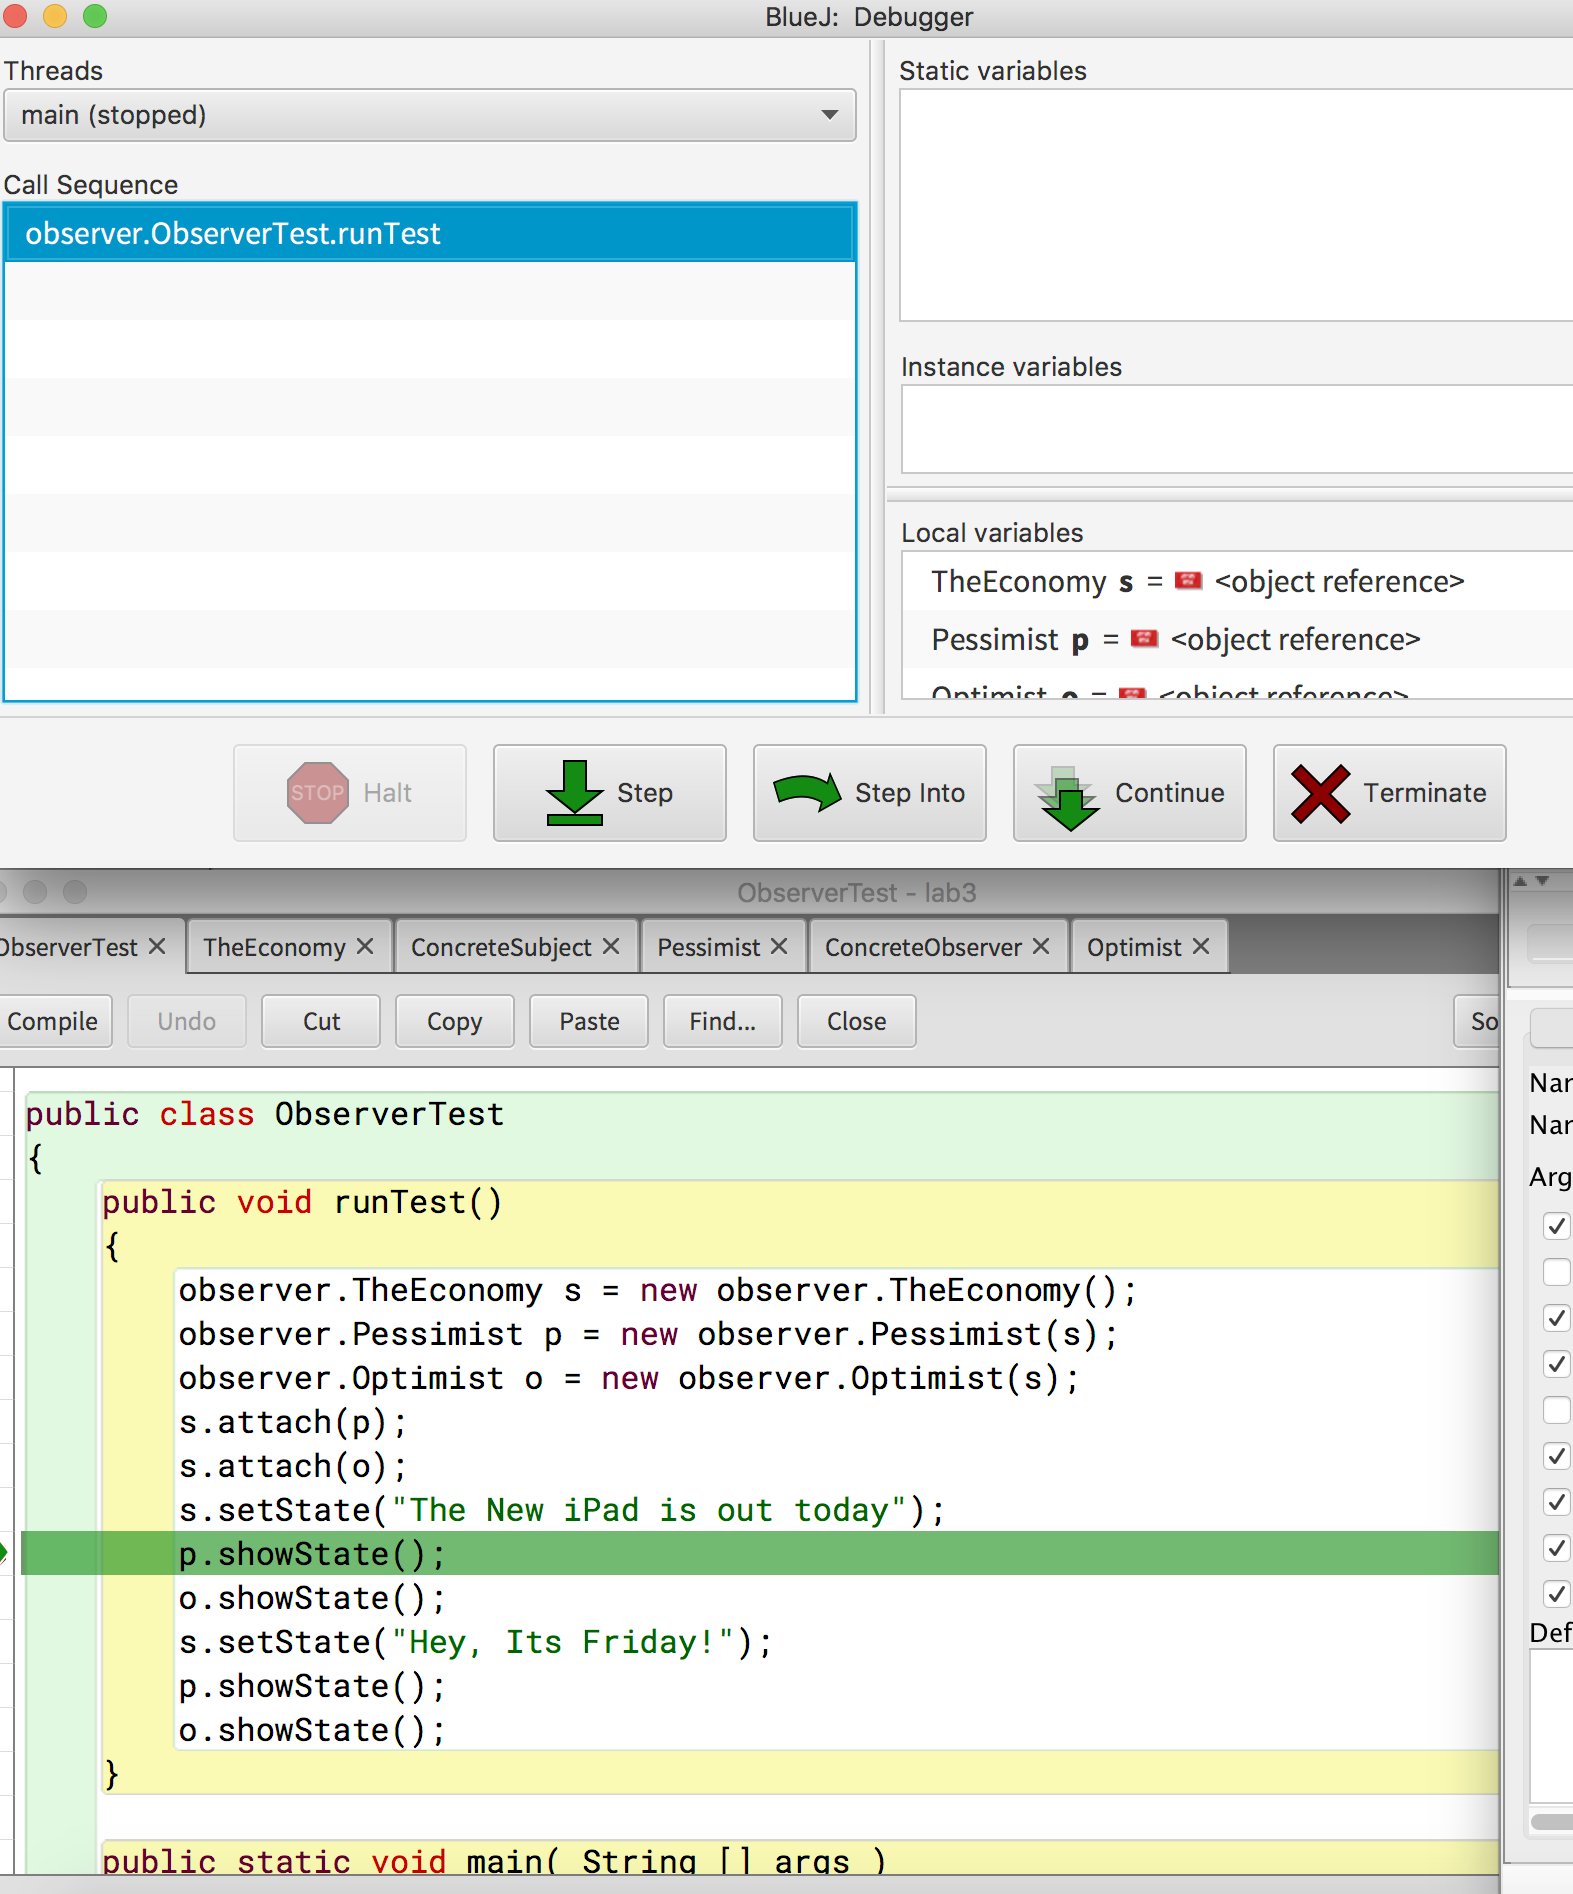 BlueJ: Debugger
Threads
main (stopped)
Call Sequence
observer.ObserverTest.runTest
Static variables
Instance variables
Local variables
TheEconomy s = <object reference>
Pessimist p = <object reference>
Optimist o = <object reference>
STOP Halt
Step
Step Into
Continue
Terminate
ObserverTest - lab3
ObserverTest
TheEconomy
ConcreteSubject
Pessimist
ConcreteObserver
Optimist
Compile
Undo
Cut
Copy
Paste
Find...
Close
So
public class ObserverTest
{
public void runTest()
{
observer.TheEconomy s = new observer.TheEconomy();
observer.Pessimist p = new observer.Pessimist(s);
observer.Optimist o = new observer.Optimist(s);
s.attach(p);
s.attach(o);
s.setState("The New iPad is out today");
p.showState();
o.showState();
s.setState("Hey, Its Friday!");
p.showState();
o.showState();
}
public static void main( String [] args )
Nar
Nar
Arg
Def